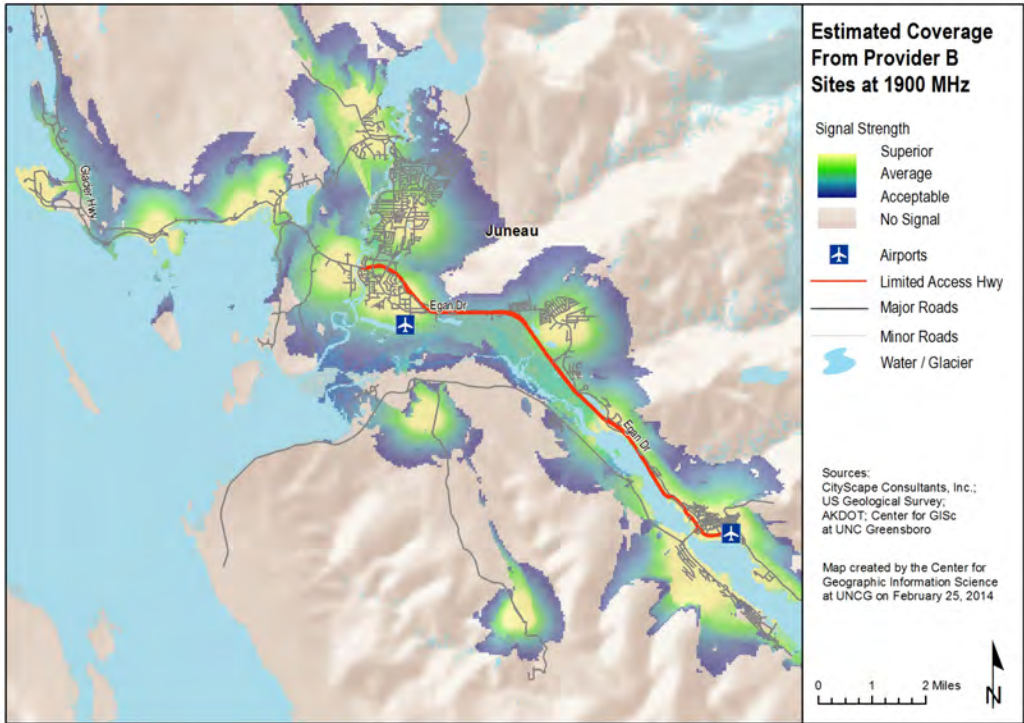 Glacier Hwy
Juneau
Egan Dr
Egan Dr
Estimated Coverage
From Provider B
Sites at 1900 MHz
Signal Strength
Superior
Average
Acceptable
No Signal
Airports
Limited Access Hwy
Major Roads
Minor Roads
Water / Glacier
Sources:
CityScape Consultants, Inc.;
US Geological Survey;
AKDOT; Center for GISc
at UNC Greensboro
Map created by the Center for
Geographic Information Science
at UNCG on February 25, 2014
0 1 2 Miles
N